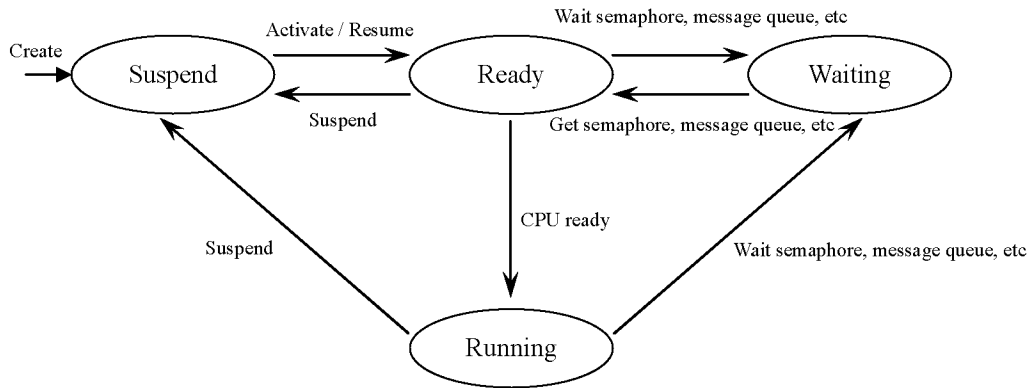 Create
Suspend
Activate / Resume
Suspend
Ready
Wait semaphore, message queue, etc
Get semaphore, message queue, etc
Waiting
CPU ready
Suspend
Wait semaphore, message queue, etc
Running